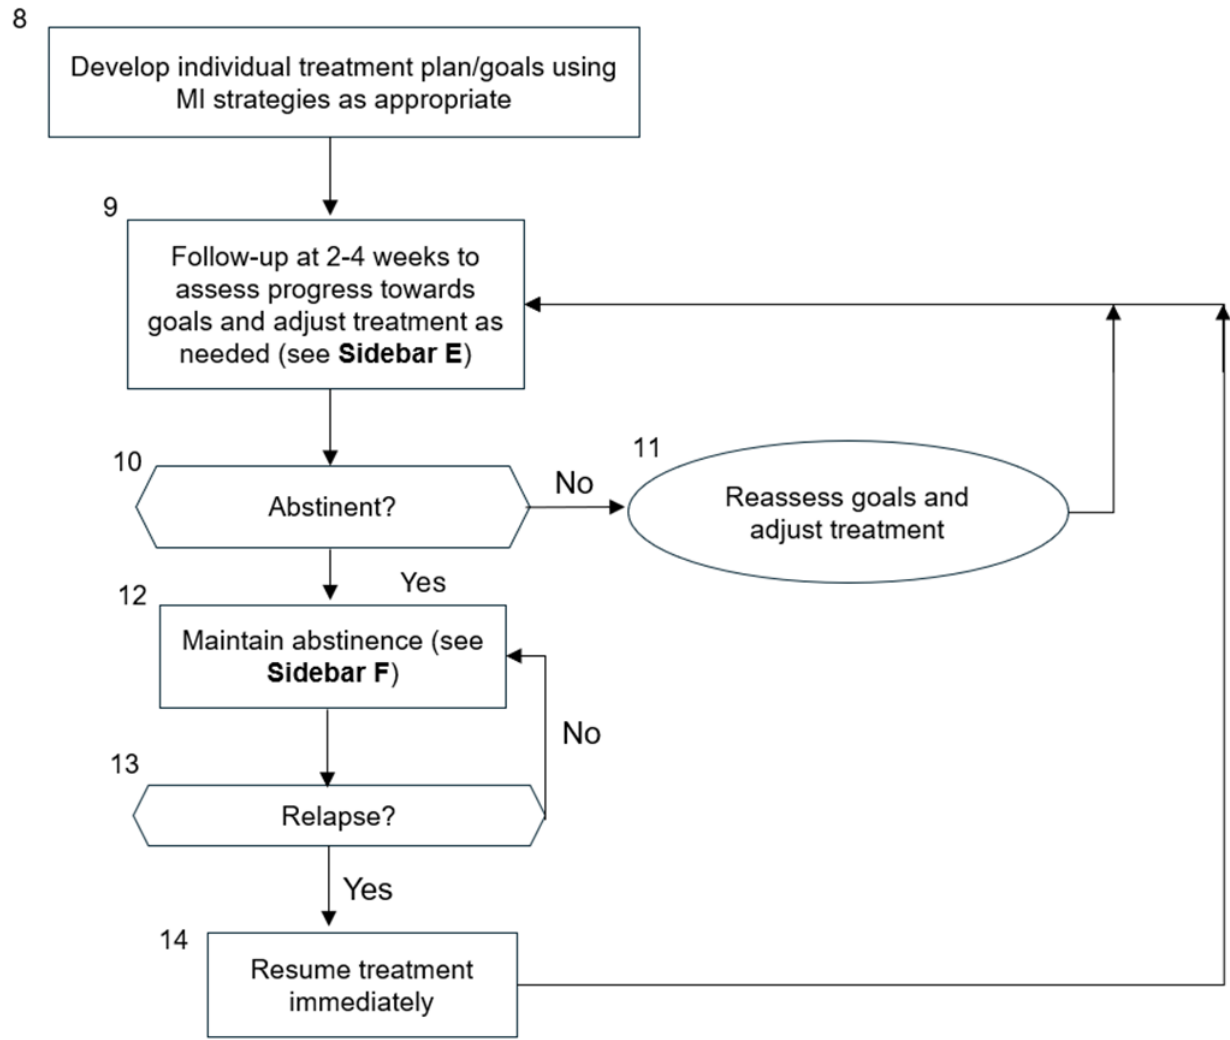 8
Develop individual treatment plan/goals using
MI strategies as appropriate
9
Follow-up at 2-4 weeks to
assess progress towards
goals and adjust treatment as
needed (see Sidebar E)
10
Abstinent?
No
11
Reassess goals and
adjust treatment
Yes
12
Maintain abstinence (see
Sidebar F)
No
13
Relapse?
Yes
14
Resume treatment
immediately